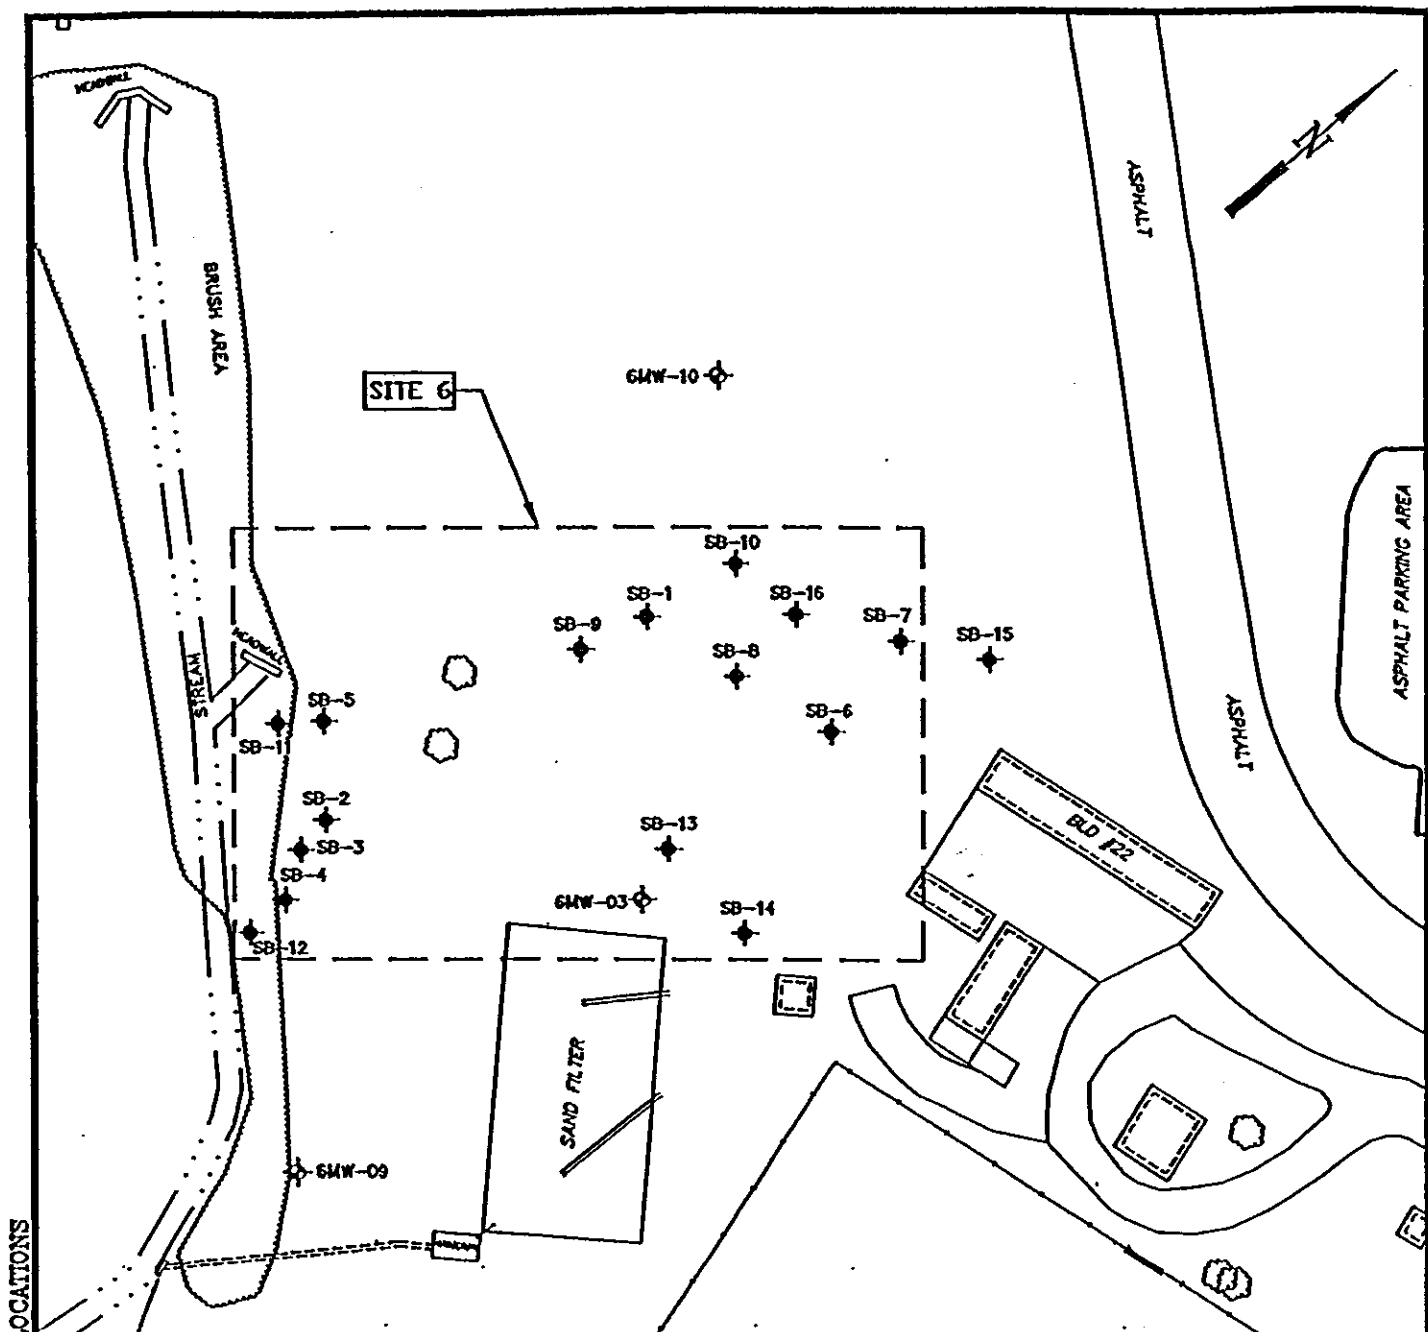 HEADWALL
N
ASPHALT
BRUSH AREA
6MW-10
SITE 6
ASPHALT PARKING AREA
SB-10
SB-1
SB-16
SB-9
SB-7
SB-15
SB-8
HEADWALL
STREAM
SB-5
SB-6
ASPHALT
SB-1
SB-2
SB-13
BLD #22
SB-3
SB-4
6MW-03
SB-14
SB-12
SAND FILTER
6MW-09
OCATIONS